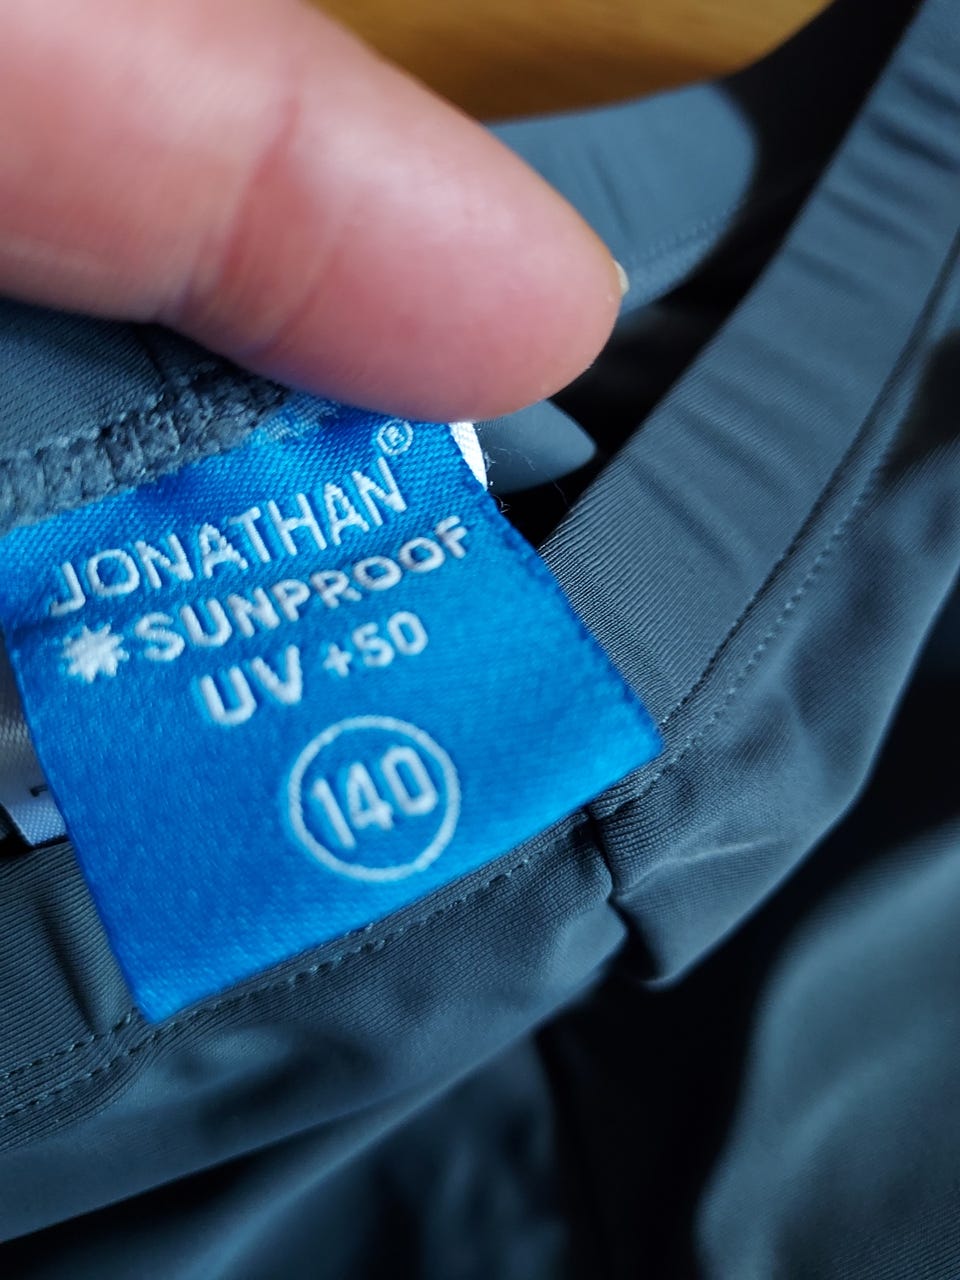 JONATHAN®
SUNPROOF
UV +50
140